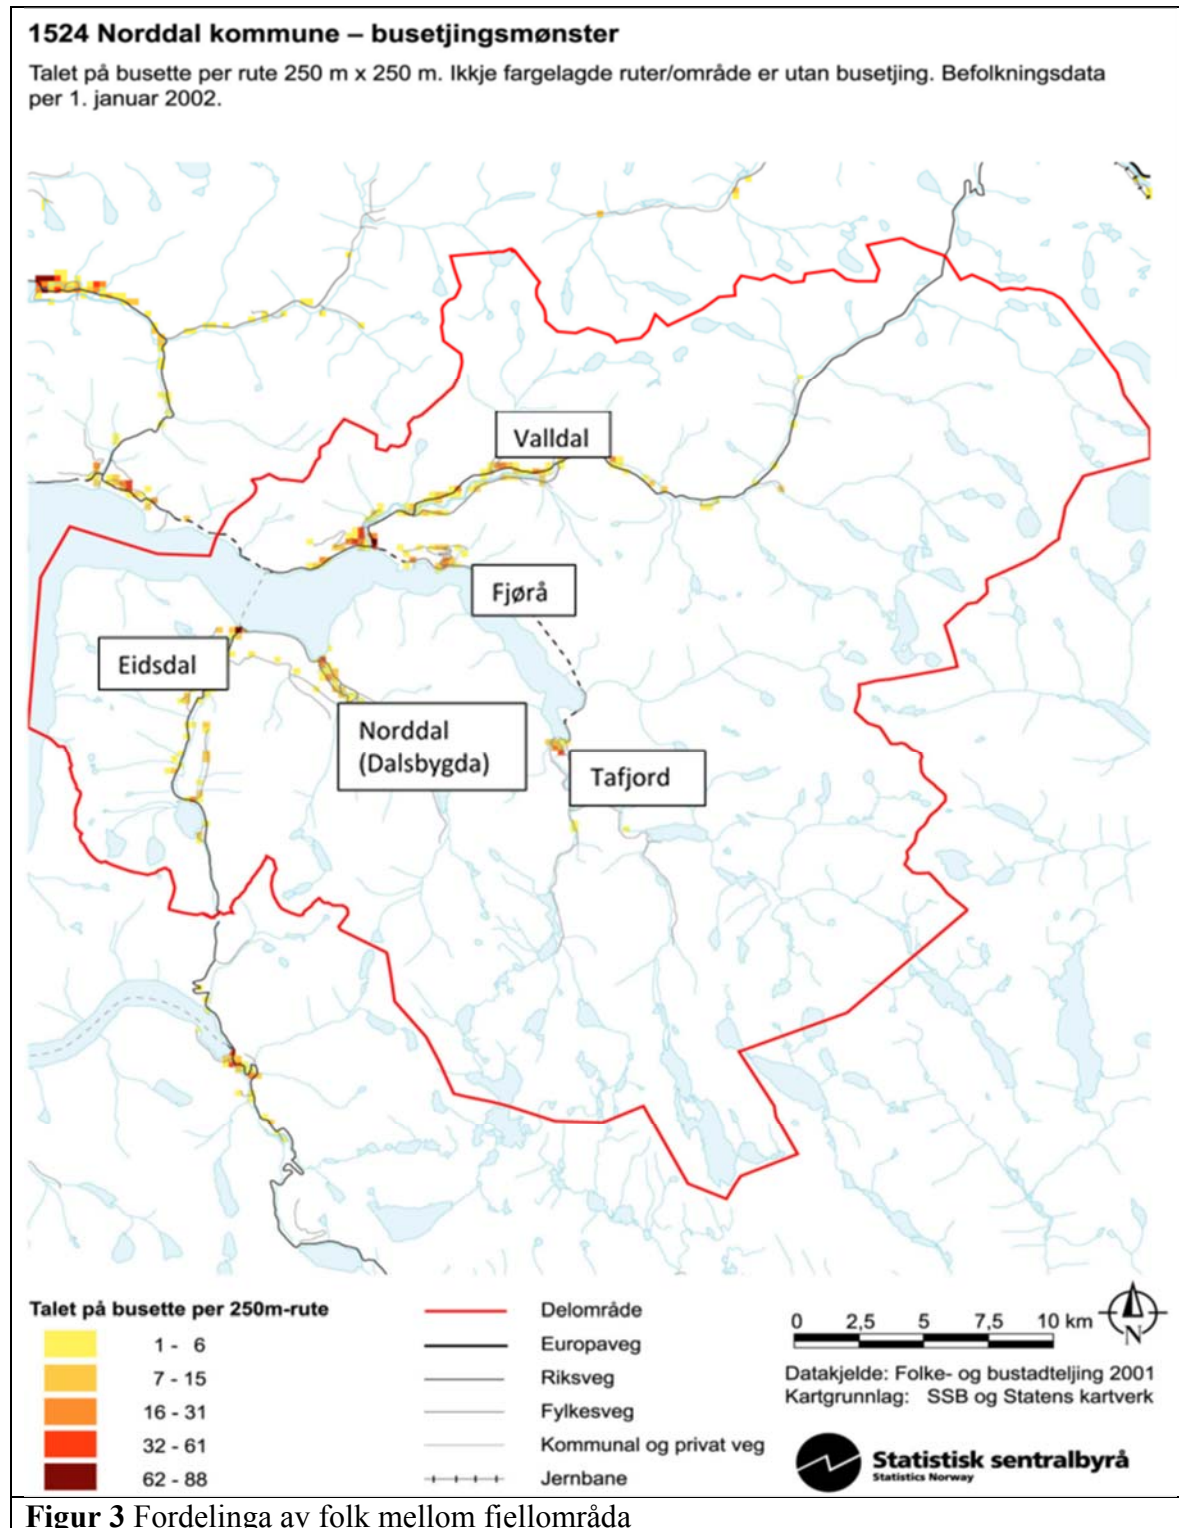 1524 Norddal kommune – busetjingsmønster
Talet på busette per rute 250 m x 250 m. Ikkje fargelagde ruter/område er utan busetjing. Befolkningsdata
per 1. januar 2002.
Valldal
Fjørå
Eidsdal
Norddal
(Dalsbygda)
Tafjord
Talet på busette per 250m-rute
1 - 6
7 - 15
16 - 31
32 - 61
62 - 88
Delområde
Europaveg
Riksveg
Fylkesveg
Kommunal og privat veg
Jernbane
0 2,5 5 7,5 10 km
N
Datakjelde: Folke- og bustadteljing 2001
Kartgrunnlag: SSB og Statens kartverk
Statistisk sentralbyrå
Statistics Norway
Figur 3 Fordelinga av folk mellom fjellområda